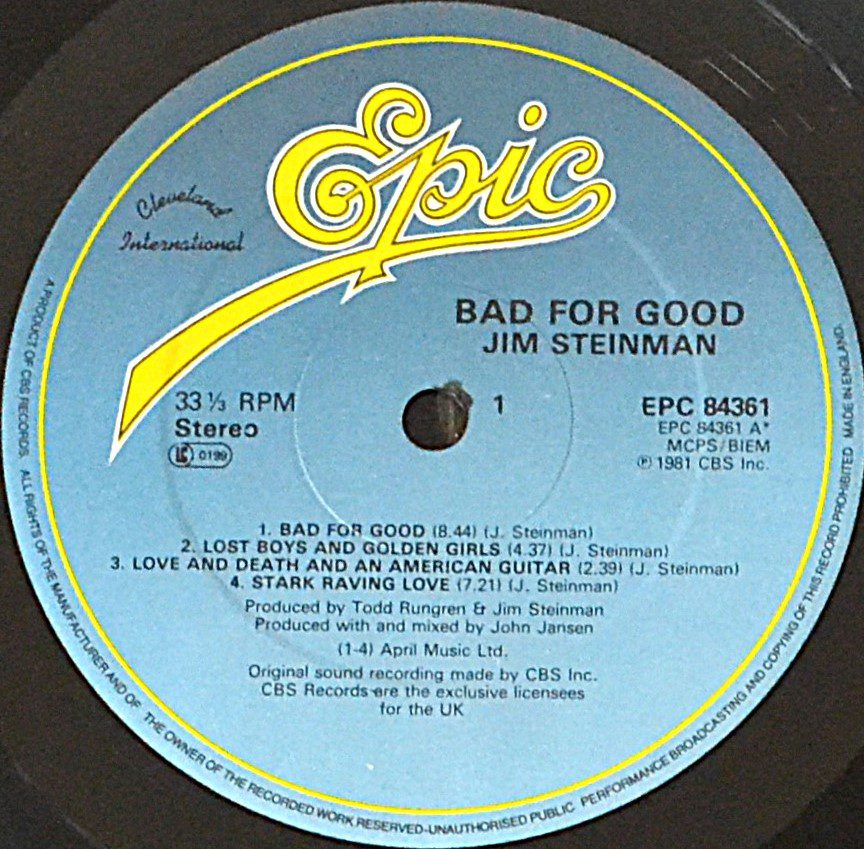 Epic
Cleveland
International
BAD FOR GOOD
JIM STEINMAN
33 ⅓ RPM
Stereo
LC 0199
1
EPC 84361
EPC 84361 A*
MCPS/BIEM
℗ 1981 CBS Inc.
1. BAD FOR GOOD (8.44) (J. Steinman)
2. LOST BOYS AND GOLDEN GIRLS (4.37) (J. Steinman)
3. LOVE AND DEATH AND AN AMERICAN GUITAR (2.39) (J. Steinman)
4. STARK RAVING LOVE (7.21) (J. Steinman)
Produced by Todd Rungren & Jim Steinman
Produced with and mixed by John Jansen
(1-4) April Music Ltd.
Original sound recording made by CBS Inc.
CBS Records are the exclusive licensees
for the UK
A PRODUCT OF CBS RECORDS. ALL RIGHTS OF THE MANUFACTURER AND OF THE OWNER OF THE RECORDED WORK RESERVED-UNAUTHORISED PUBLIC PERFORMANCE BROADCASTING AND COPYING OF THIS RECORD PROHIBITED MADE IN ENGLAND.